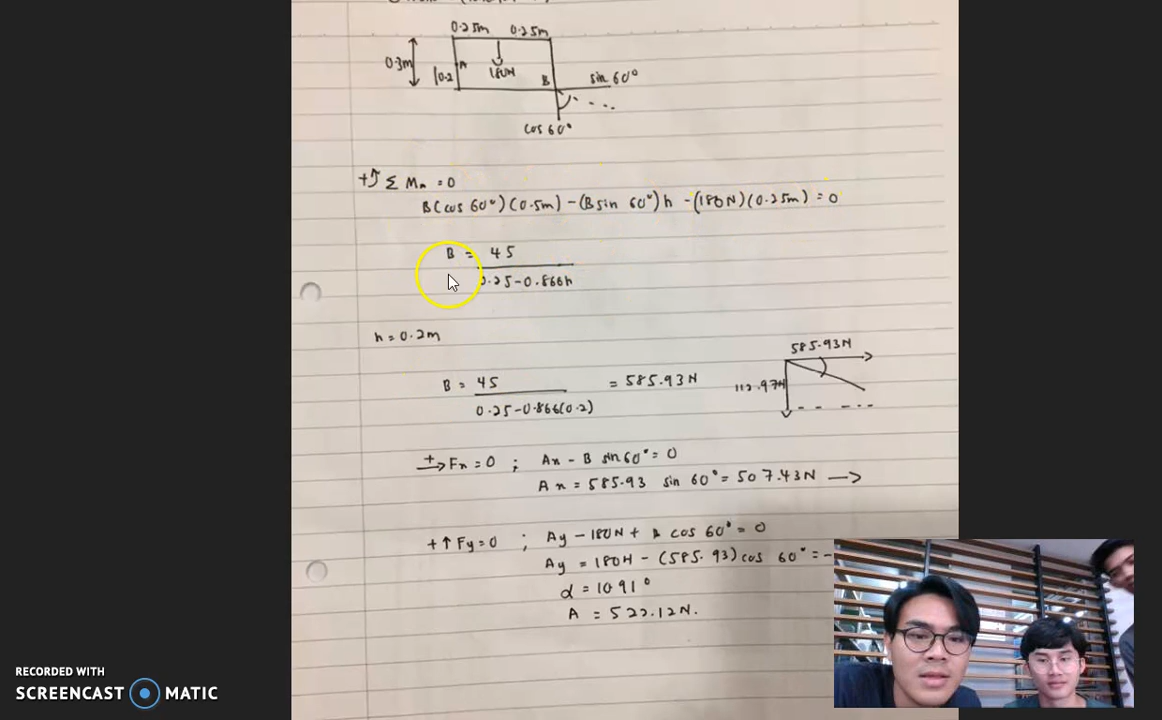 0.25m 0.25m
0.3m
A
0.2
180N
B
sin 60°
cos 60°
+↑ Σ MA = 0
B(cos 60°)(0.5m) - (B sin 60°)h - (180N)(0.25m) = 0
B = 45
0.25-0.866h
h = 0.2m
585.93N
B = 45 = 585.93N
112.97N
0.25-0.866(0.2)
+→ Fx = 0 ; Ax - B sin 60° = 0
Ax = 585.93 sin 60° = 507.43N →
+↑ Fy = 0 ; Ay - 180N + B cos 60° = 0
Ay = 180N - (585.93) cos 60° = -
α = 10.91°
A = 522.12N.
RECORDED WITH
SCREENCAST MATIC